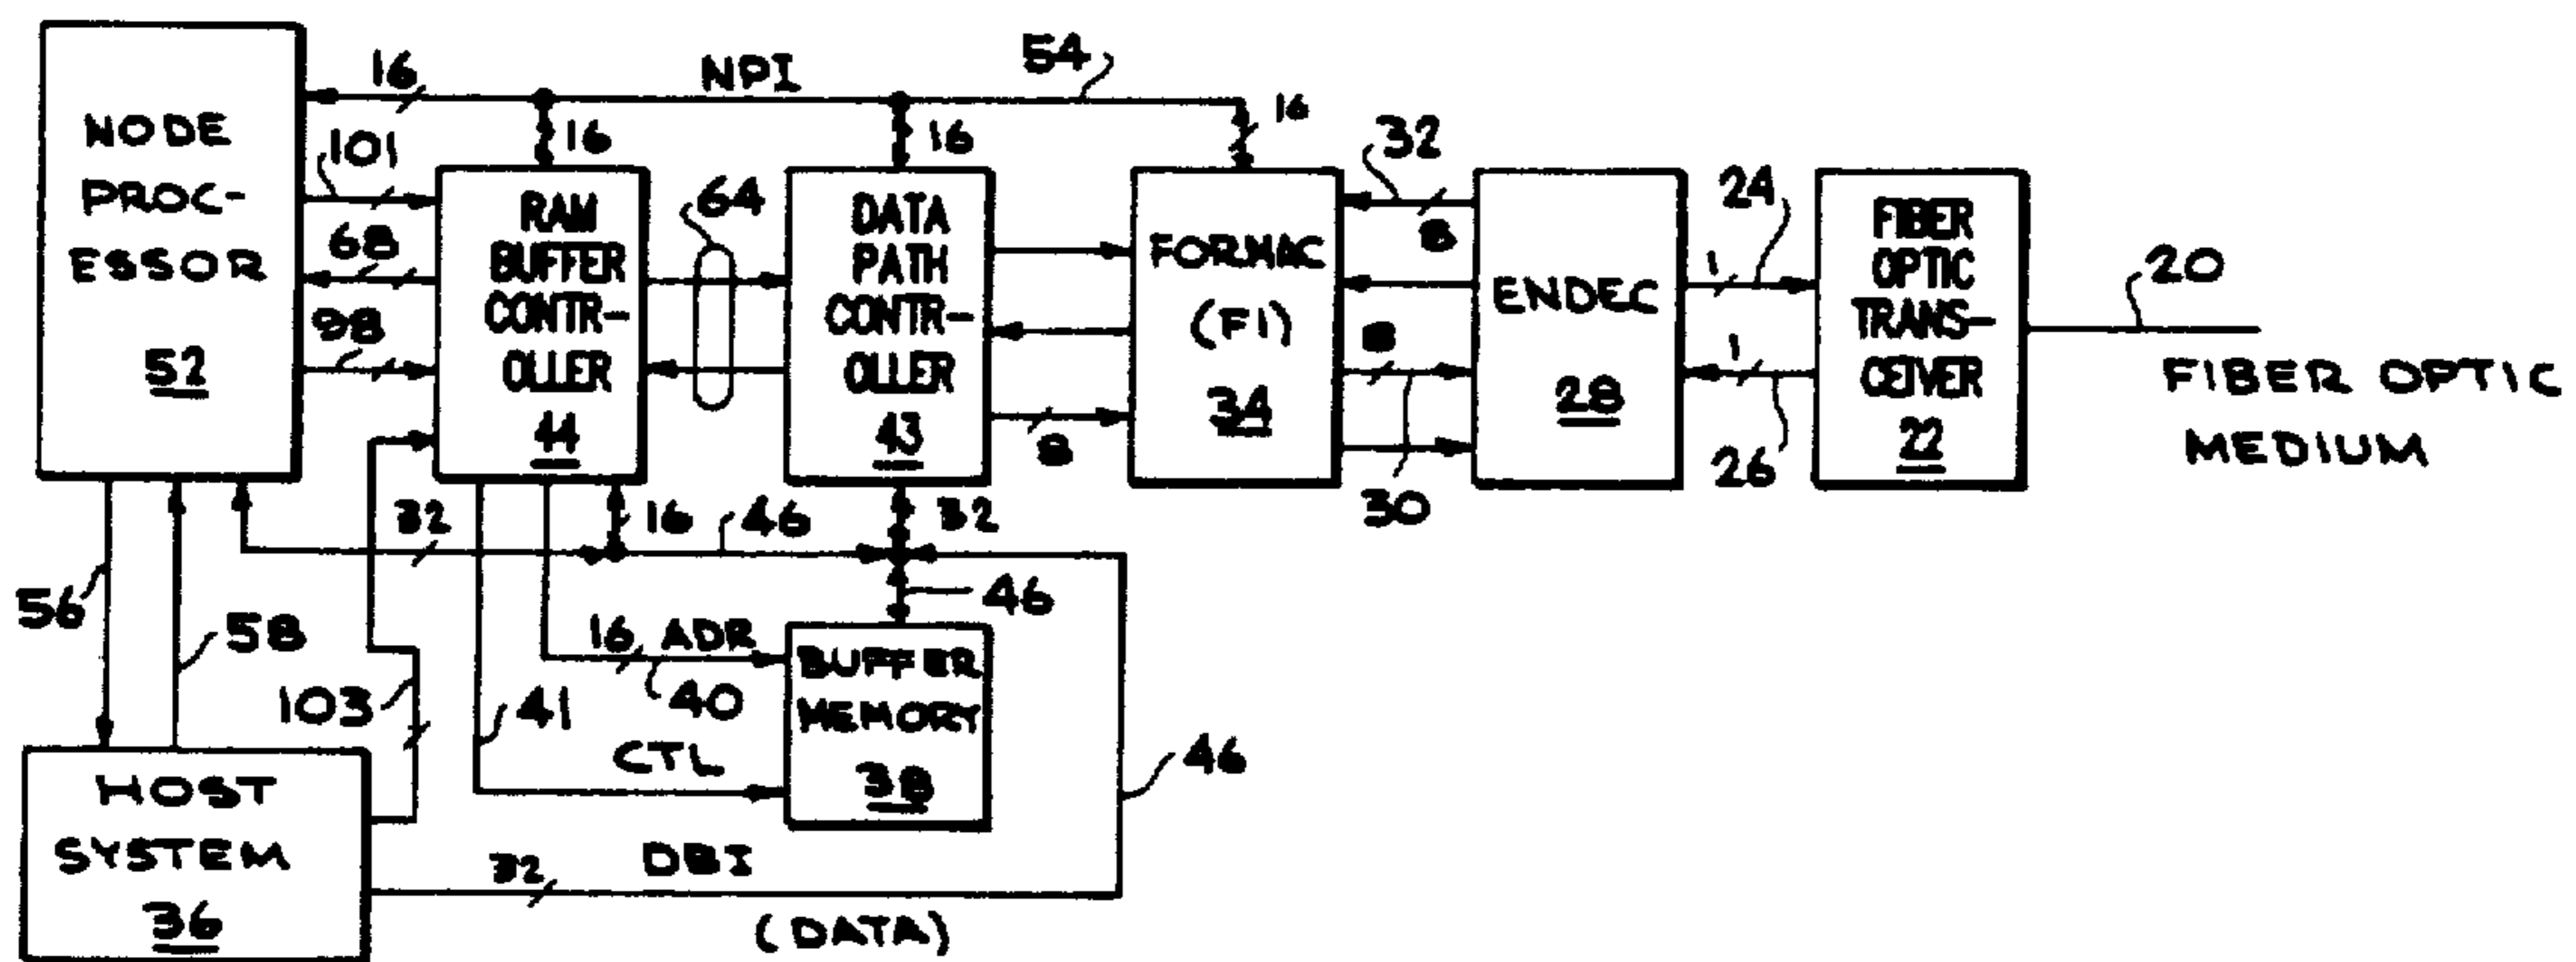 16
NPI
54
16
16
16
NODE
PROC-
ESSOR
52
101
68
98
RAM
BUFFER
CONTR-
OLLER
44
64
DATA
PATH
CONTR-
OLLER
43
8
FORMAC
(F1)
34
32
8
8
30
ENDEC
28
1
24
1
26
FIBER
OPTIC
TRANS-
CEIVER
22
20
FIBER OPTIC
MEDIUM
32
16
46
32
46
56
58
103
41
16 ADR
40
CTL
BUFFER
MEMORY
38
46
HOST
SYSTEM
36
32
DBI
(DATA)